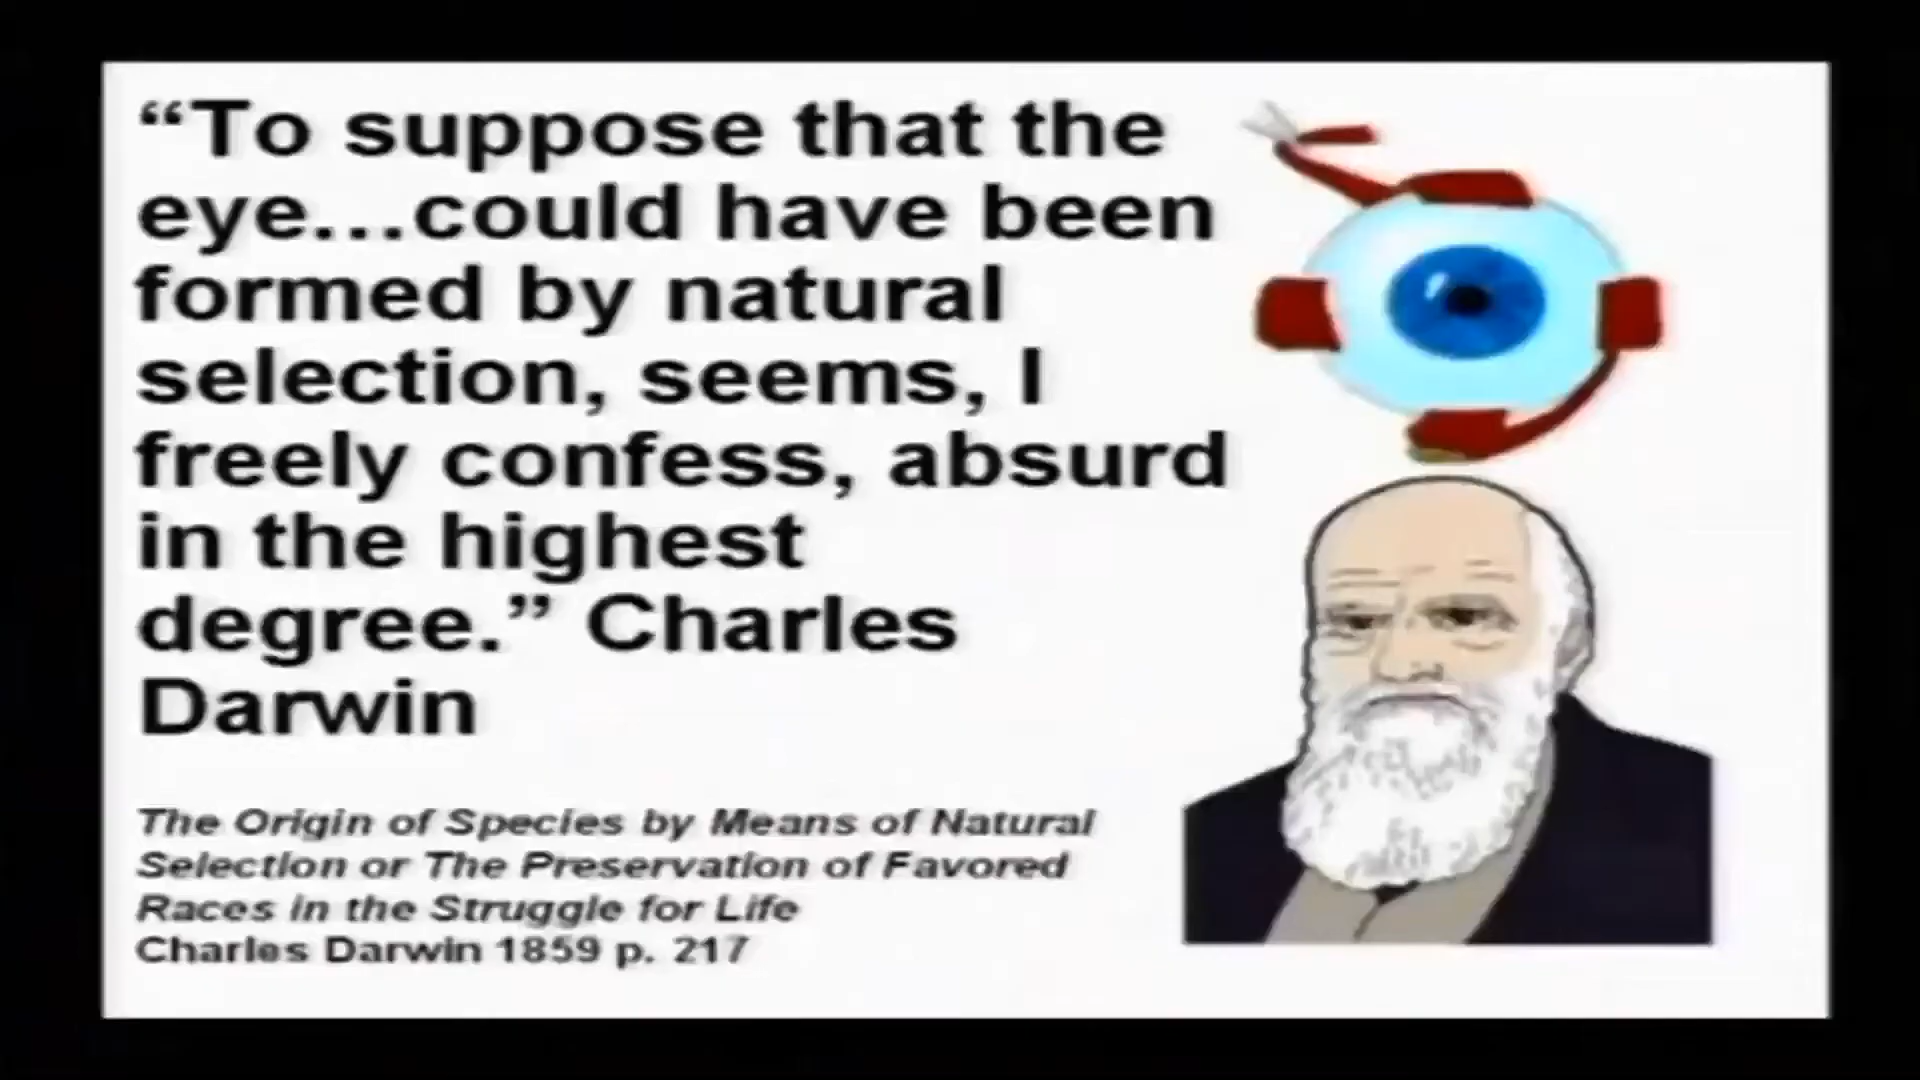 “To suppose that the
eye...could have been
formed by natural
selection, seems, I
freely confess, absurd
in the highest
degree.” Charles
Darwin
The Origin of Species by Means of Natural
Selection or The Preservation of Favored
Races in the Struggle for Life
Charles Darwin 1859 p. 217